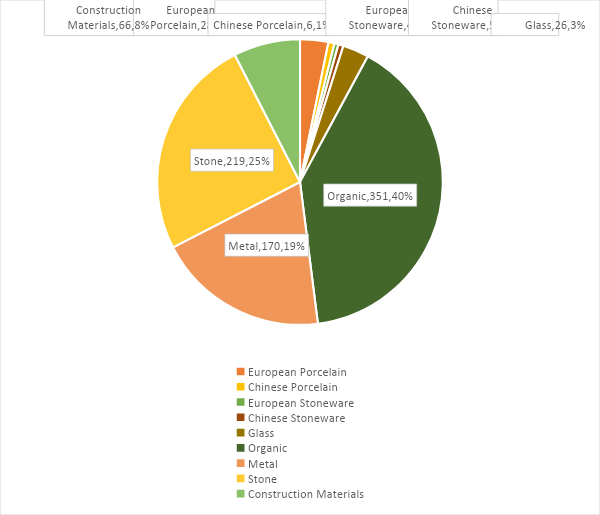 Construction
Materials,66,8%
European
Porcelain,2
Chinese Porcelain,6,1%
European
Stoneware,
Chinese
Stoneware,
Glass,26,3%
Stone,219,25%
Organic,351,40%
Metal,170,19%
European Porcelain
Chinese Porcelain
European Stoneware
Chinese Stoneware
Glass
Organic
Metal
Stone
Construction Materials